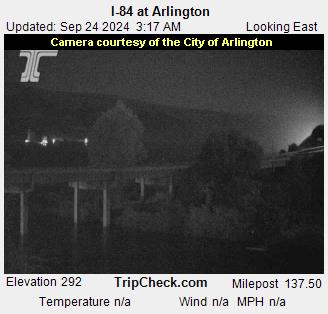 I-84 at Arlington
Updated: Sep 24 2024 3:17 AM Looking East
Camera courtesy of the City of Arlington
Elevation 292 TripCheck.com Milepost 137.50
Temperature n/a Wind n/a MPH n/a